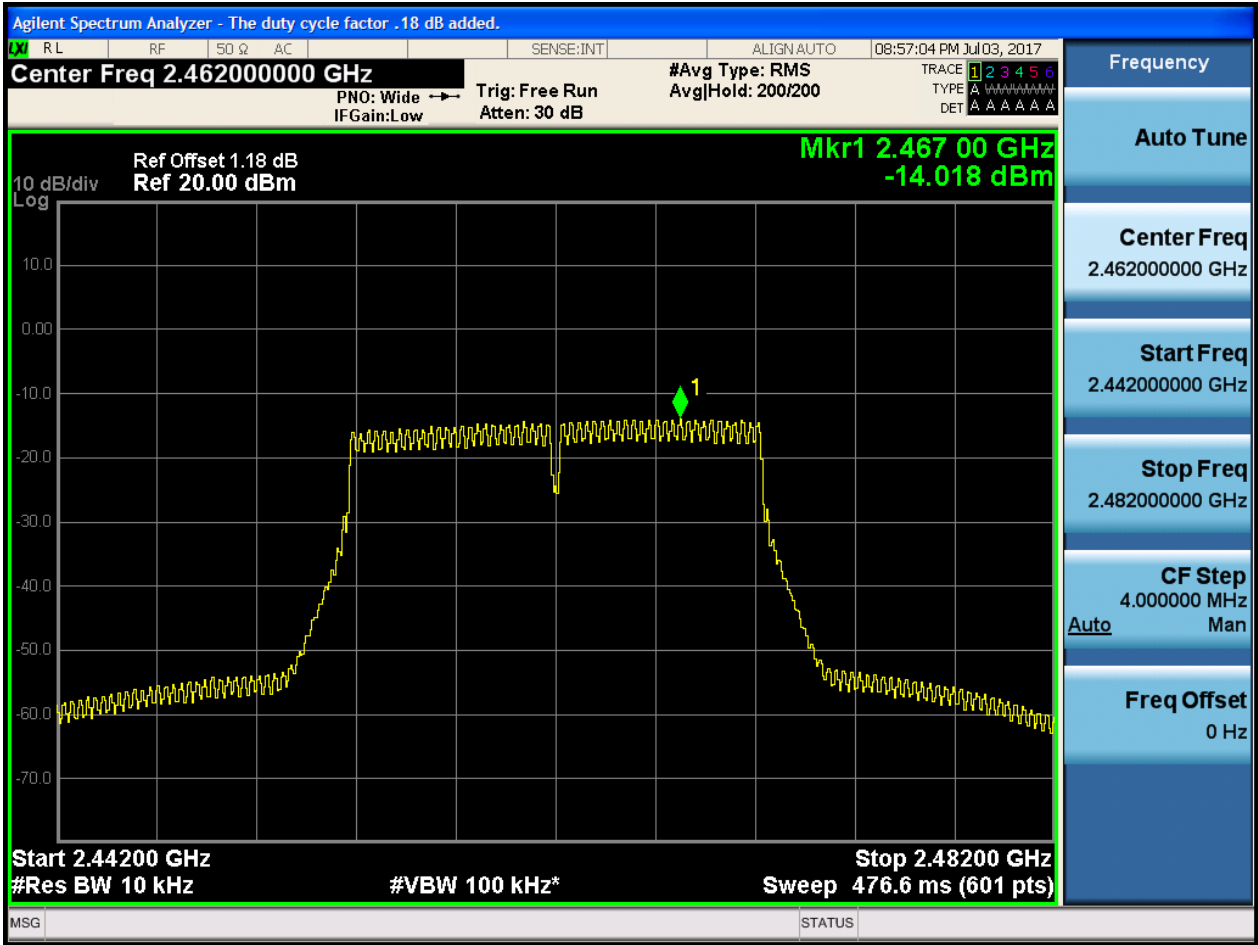 Agilent Spectrum Analyzer - The duty cycle factor .18 dB added.
LXI RL RF 50 Ω AC SENSE:INT ALIGN AUTO 08:57:04 PM Jul 03, 2017
Center Freq 2.462000000 GHz
PNO: Wide
IFGain:Low
Trig: Free Run
Atten: 30 dB
#Avg Type: RMS
Avg|Hold: 200/200
TRACE 1 2 3 4 5 6
TYPE A
DET A A A A A A
Ref Offset 1.18 dB
10 dB/div Ref 20.00 dBm
Log
Mkr1 2.467 00 GHz
-14.018 dBm
10.0
0.00
-10.0
-20.0
-30.0
-40.0
-50.0
-60.0
-70.0
1
Start 2.44200 GHz Stop 2.48200 GHz
#Res BW 10 kHz #VBW 100 kHz* Sweep 476.6 ms (601 pts)
MSG STATUS
Frequency
Auto Tune
Center Freq
2.462000000 GHz
Start Freq
2.442000000 GHz
Stop Freq
2.482000000 GHz
CF Step
4.000000 MHz
Auto Man
Freq Offset
0 Hz